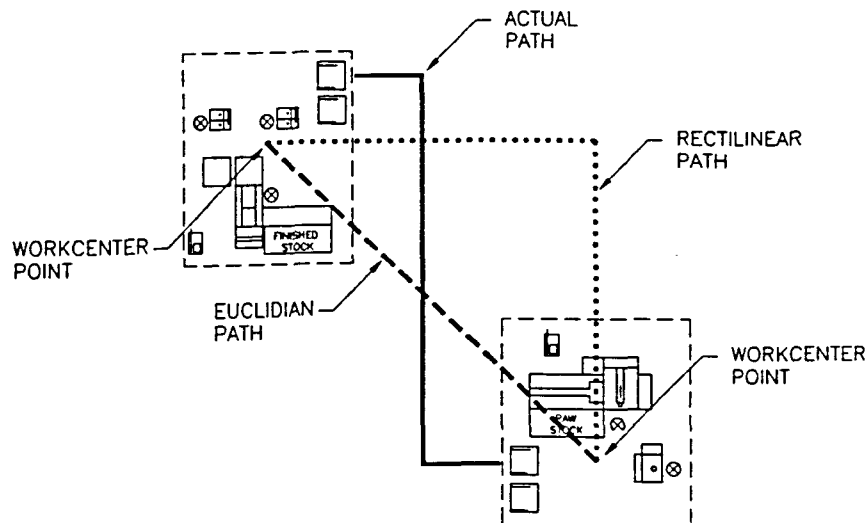 ACTUAL
PATH
RECTILINEAR
PATH
FINISHED
STOCK
WORKCENTER
POINT
EUCLIDIAN
PATH
WORKCENTER
POINT
RAW
STOCK